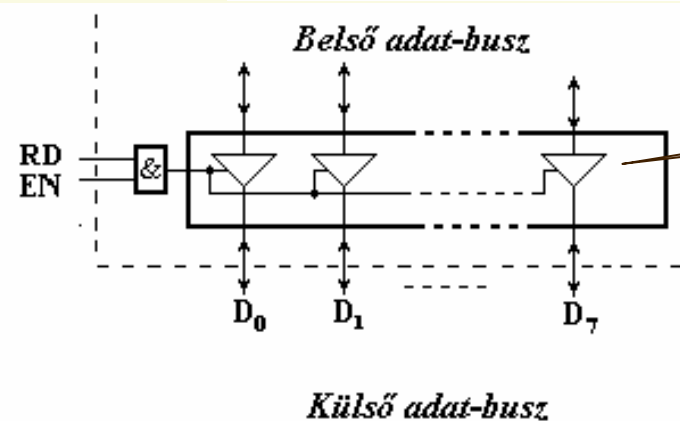 Belső adat-busz
RD
EN
&
D₀ D₁ D₇
Külső adat-busz